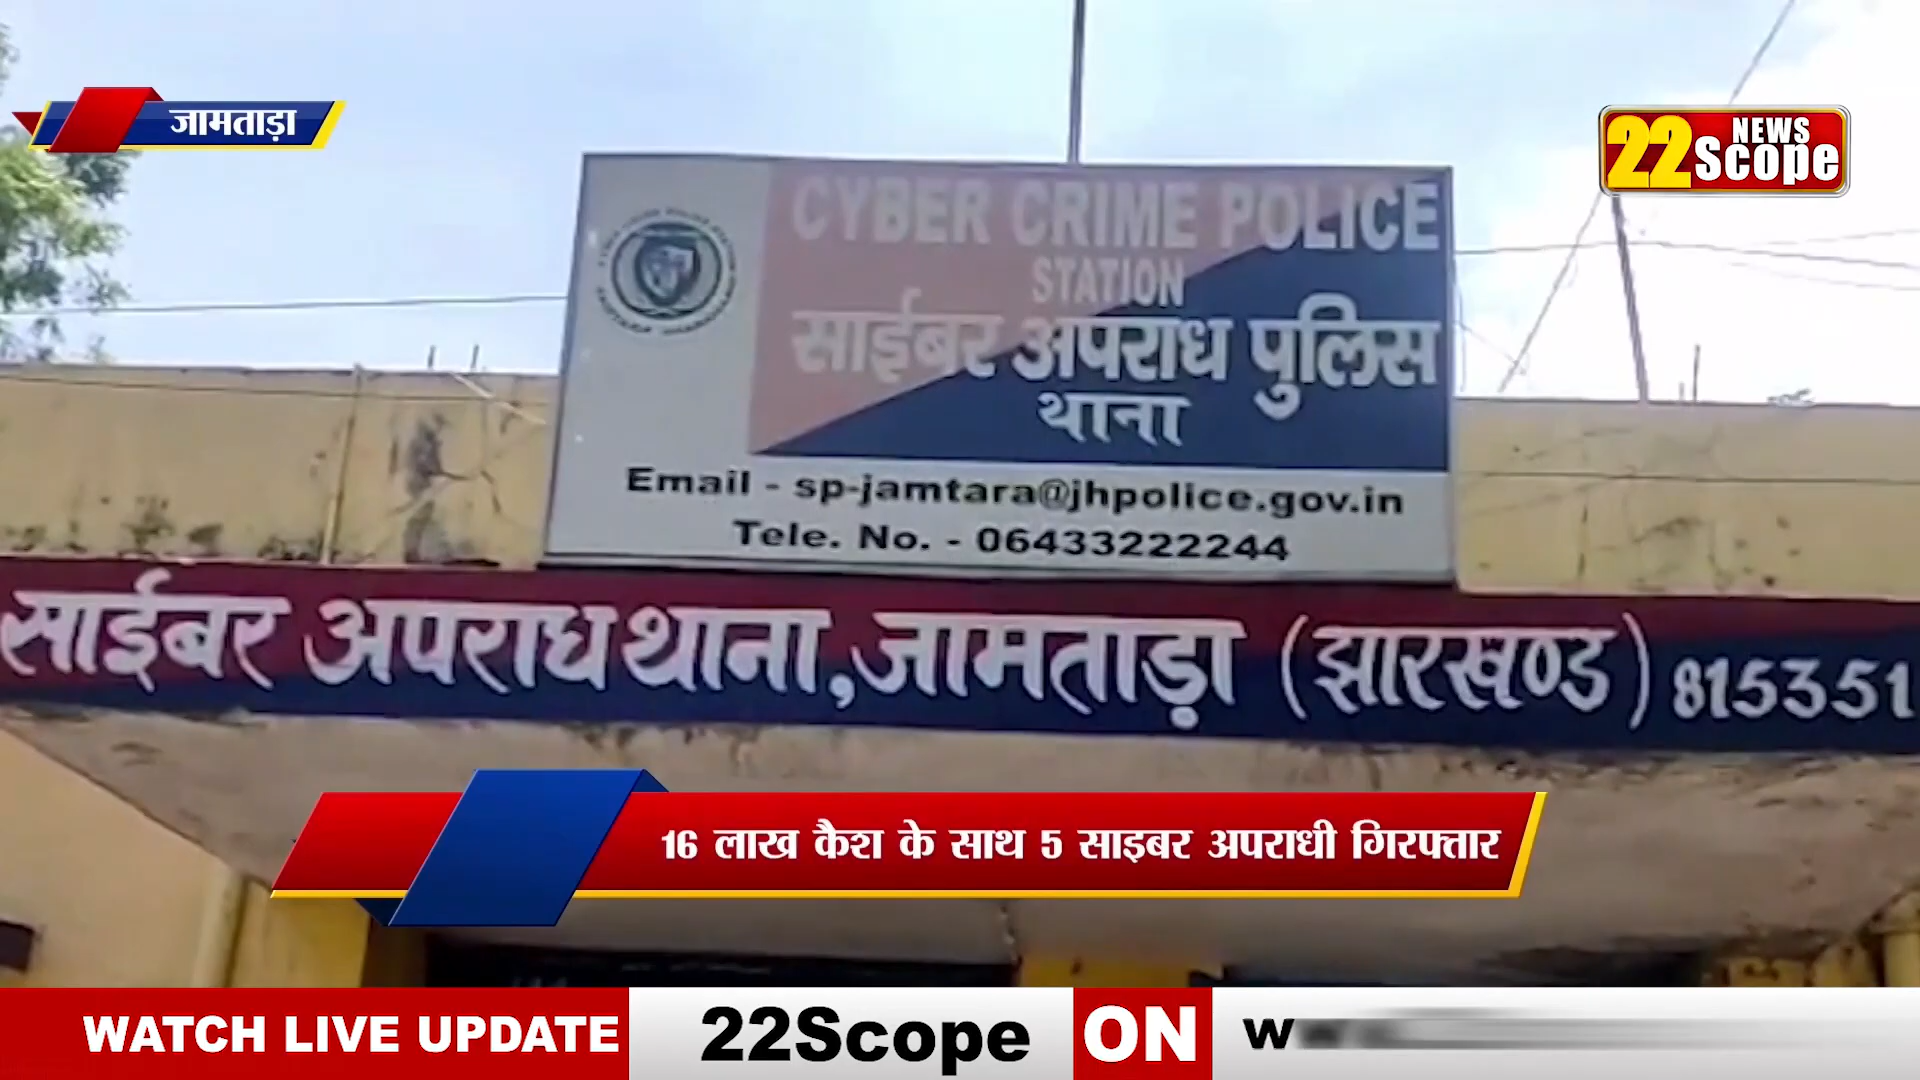 जामताड़ा
22 NEWS
Scope
CYBER CRIME POLICE
STATION
साईबर अपराध पुलिस
थाना
Email - sp-jamtara@jhpolice.gov.in
Tele. No. - 06433222244
साईबर अपराध थाना, जामताड़ा (झारखण्ड) 815351
16 लाख कैश के साथ 5 साइबर अपराधी गिरफ्तार
WATCH LIVE UPDATE 22Scope ON